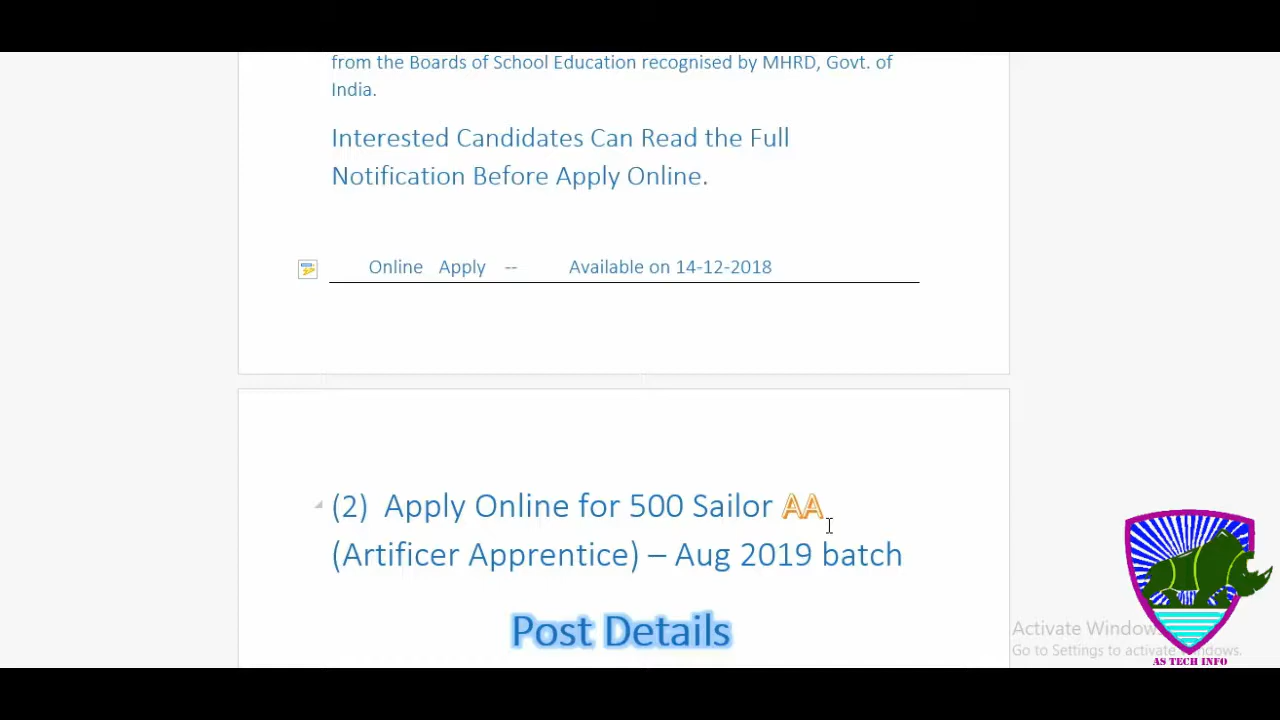 from the Boards of School Education recognised by MHRD, Govt. of
India.
Interested Candidates Can Read the Full
Notification Before Apply Online.
Online Apply -- Available on 14-12-2018
(2) Apply Online for 500 Sailor AA
(Artificer Apprentice) – Aug 2019 batch
Post Details
Activate Windows
Go to Settings to activate Windows.
AS TECH INFO